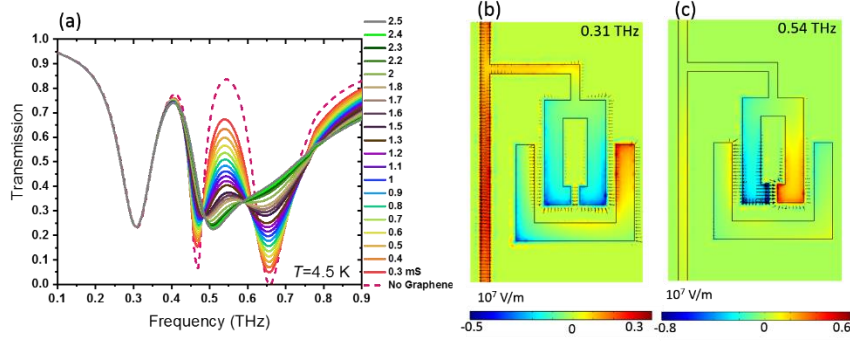 (a)
1.0
0.9
0.8
0.7
0.6
0.5
0.4
0.3
0.2
0.1
0.0
Transmission
0.1 0.2 0.3 0.4 0.5 0.6 0.7 0.8 0.9
Frequency (THz)
T=4.5 K
2.5
2.4
2.3
2.2
2
1.8
1.7
1.6
1.5
1.3
1.2
1.1
1
0.9
0.8
0.7
0.6
0.5
0.4
0.3 mS
No Graphene
(b)
0.31 THz
10⁷ V/m
-0.5 0 0.3
(c)
0.54 THz
10⁷ V/m
-0.8 0 0.6